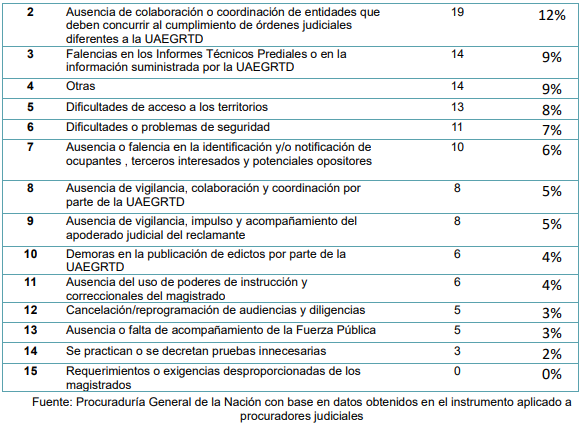 2 Ausencia de colaboración o coordinación de entidades que 19 12%
deben concurrir al cumplimiento de órdenes judiciales
diferentes a la UAEGRTD
3 Falencias en los Informes Técnicos Prediales o en la 14 9%
información suministrada por la UAEGRTD
4 Otras 14 9%
5 Dificultades de acceso a los territorios 13 8%
6 Dificultades o problemas de seguridad 11 7%
7 Ausencia o falencia en la identificación y/o notificación de 10 6%
ocupantes , terceros interesados y potenciales opositores
8 Ausencia de vigilancia, colaboración y coordinación por 8 5%
parte de la UAEGRTD
9 Ausencia de vigilancia, impulso y acompañamiento del 8 5%
apoderado judicial del reclamante
10 Demoras en la publicación de edictos por parte de la 6 4%
UAEGRTD
11 Ausencia del uso de poderes de instrucción y 6 4%
correccionales del magistrado
12 Cancelación/reprogramación de audiencias y diligencias 5 3%
13 Ausencia o falta de acompañamiento de la Fuerza Pública 5 3%
14 Se practican o se decretan pruebas innecesarias 3 2%
15 Requerimientos o exigencias desproporcionadas de los 0 0%
magistrados
Fuente: Procuraduría General de la Nación con base en datos obtenidos en el instrumento aplicado a
procuradores judiciales